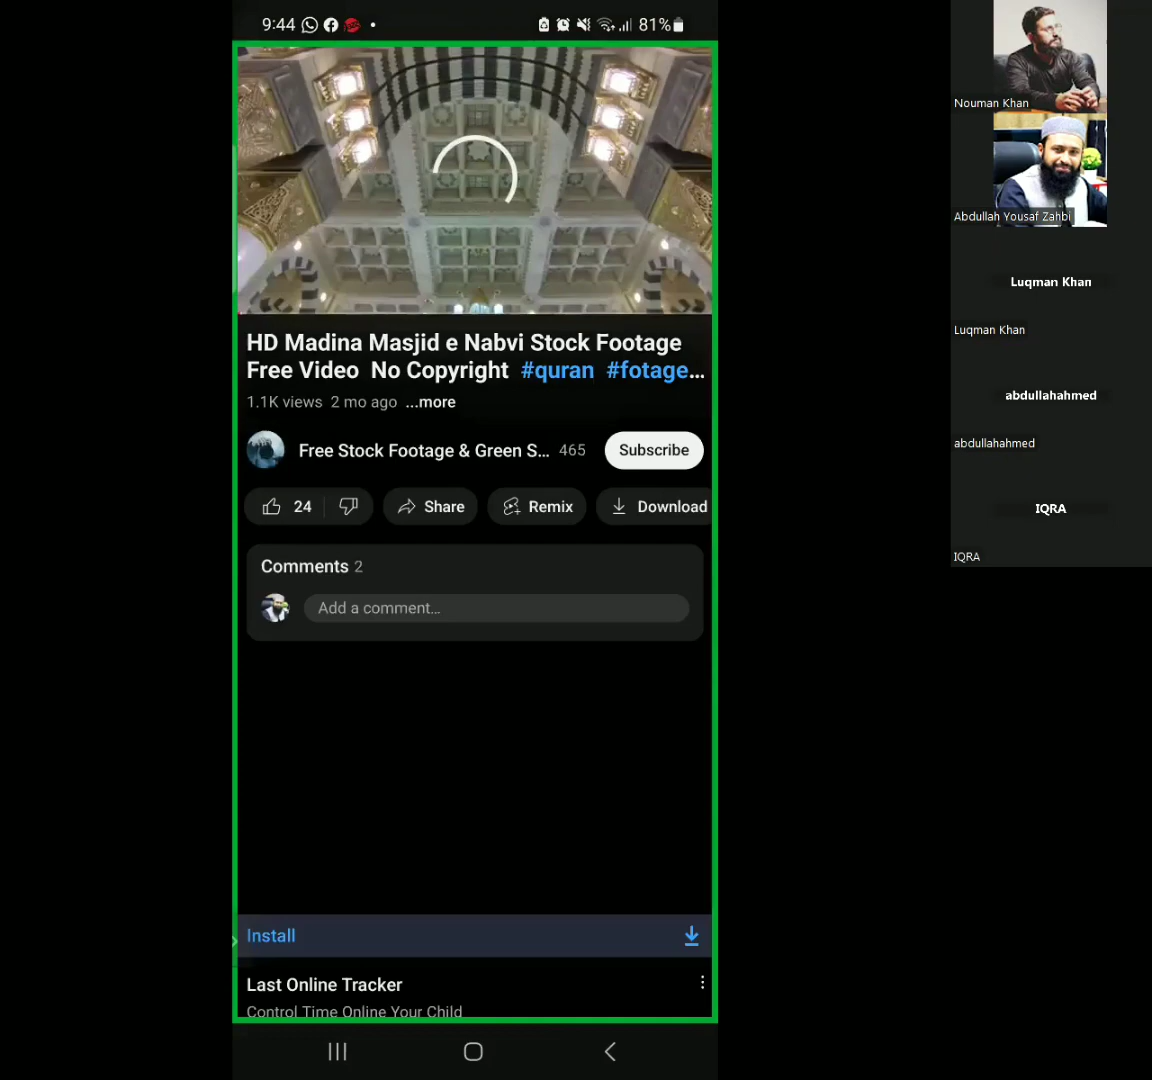 9:44
81%
HD Madina Masjid e Nabvi Stock Footage
Free Video No Copyright #quran #fotage...
1.1K views 2 mo ago ...more
Free Stock Footage & Green S... 465 Subscribe
24 Share Remix Download
Comments 2
Add a comment...
Install
Last Online Tracker
Control Time Online Your Child
Nouman Khan
Abdullah Yousaf Zahbi
Luqman Khan
Luqman Khan
abdullahahmed
abdullahahmed
IQRA
IQRA